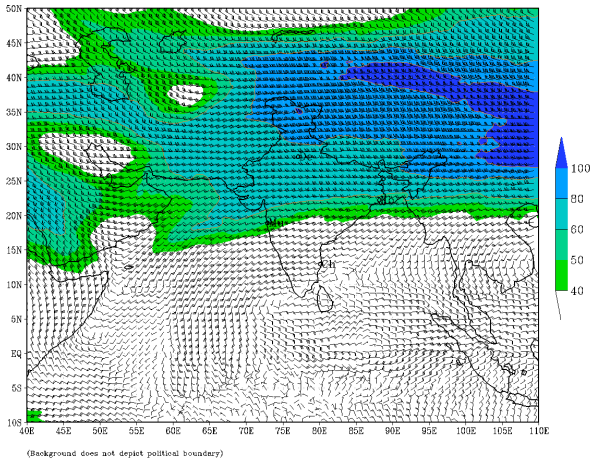 50N
45N
40N
35N
30N
25N
20N
15N
10N
5N
EQ
5S
10S
40E 45E 50E 55E 60E 65E 70E 75E 80E 85E 90E 95E 100E 105E 110E
100
80
60
50
40
Ch
(Background does not depict political boundary)